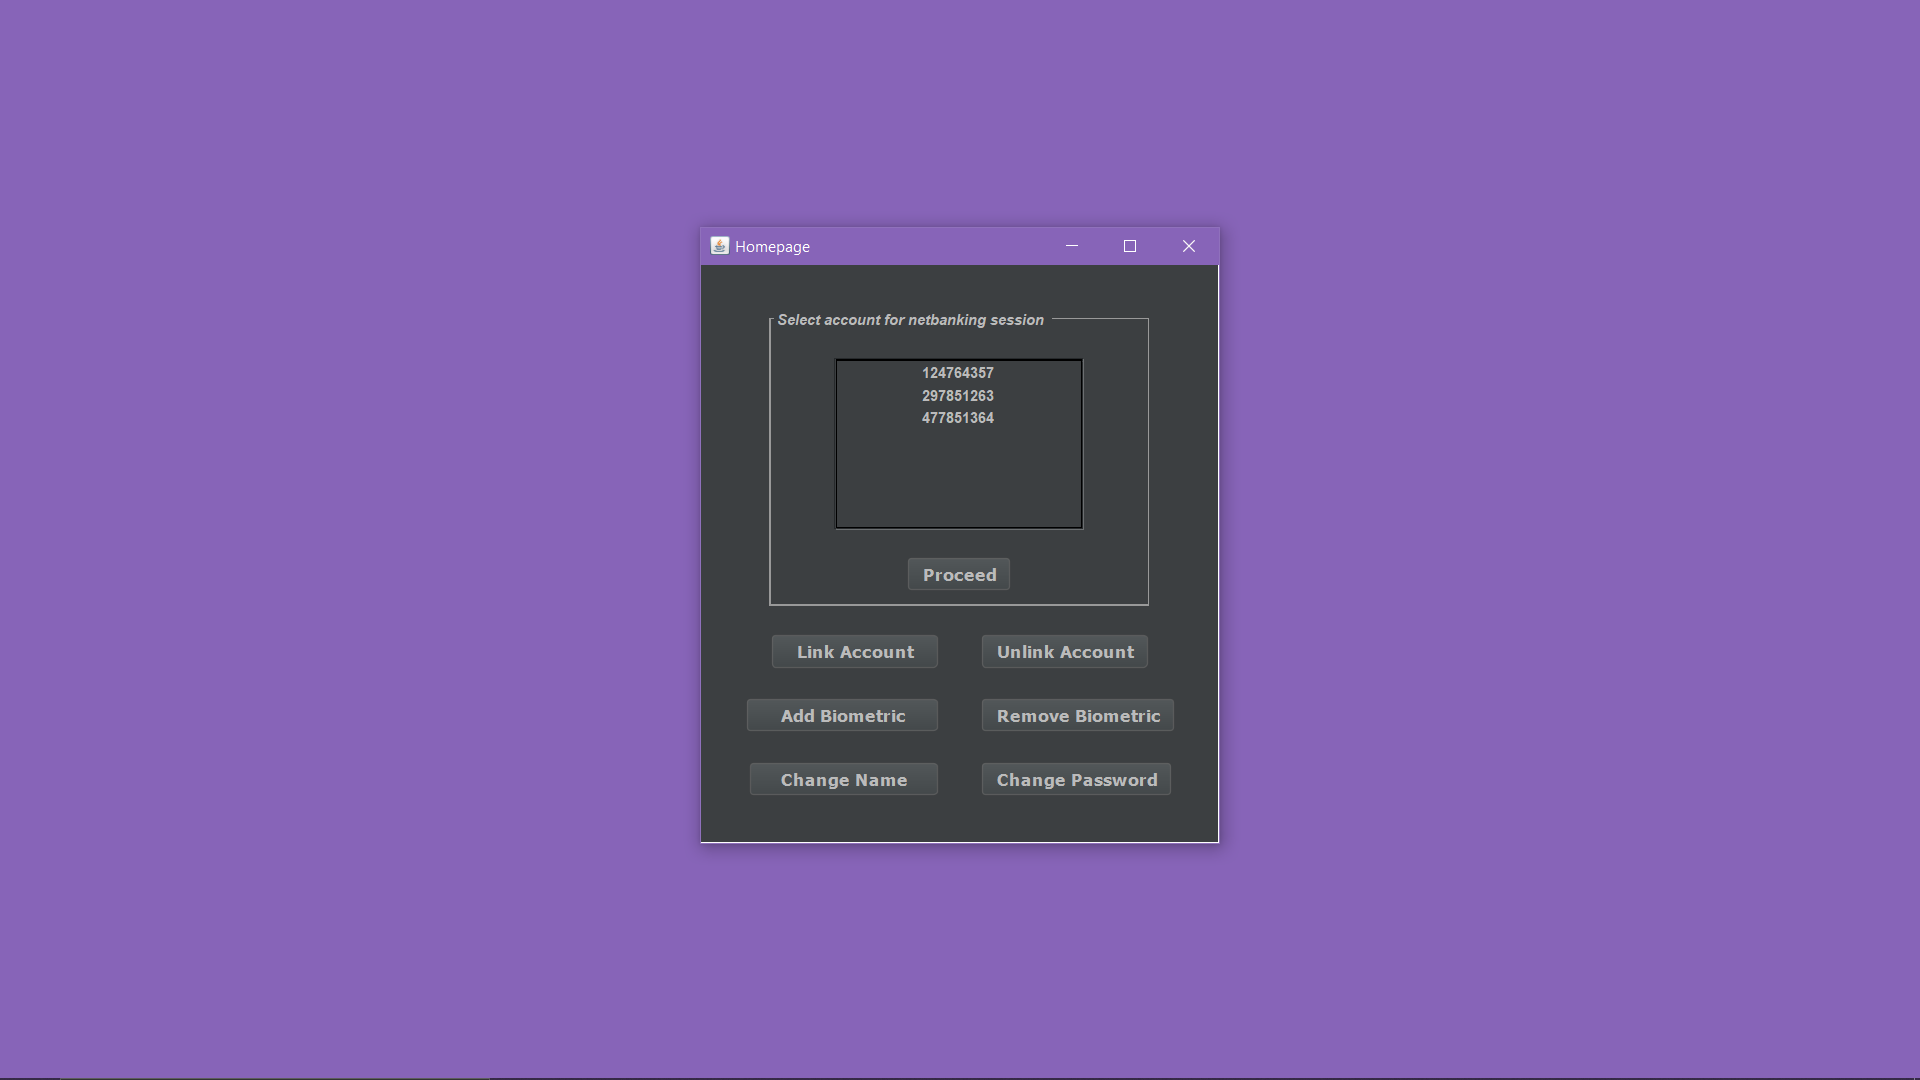 Homepage
Select account for netbanking session
124764357
297851263
477851364
Proceed
Link Account
Unlink Account
Add Biometric
Remove Biometric
Change Name
Change Password